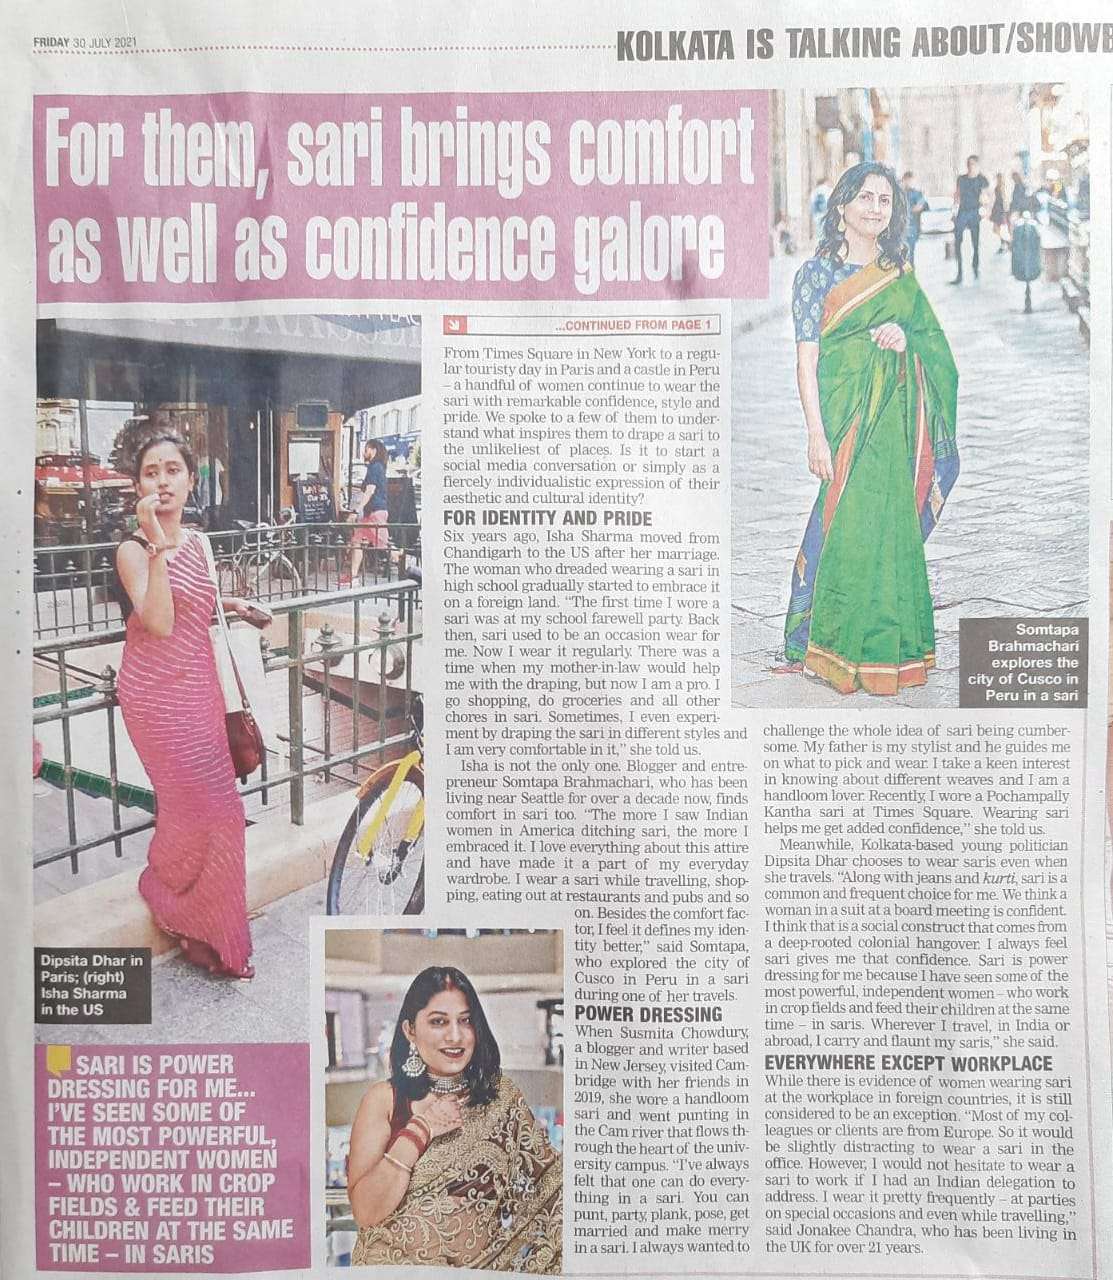 FRIDAY 30 JULY 2021
KOLKATA IS TALKING ABOUT/SHOWB
For them, sari brings comfort
as well as confidence galore
...CONTINUED FROM PAGE 1
From Times Square in New York to a regu-
lar touristy day in Paris and a castle in Peru
– a handful of women continue to wear the
sari with remarkable confidence, style and
pride. We spoke to a few of them to under-
stand what inspires them to drape a sari to
the unlikeliest of places. Is it to start a
social media conversation or simply as a
fiercely individualistic expression of their
aesthetic and cultural identity?
FOR IDENTITY AND PRIDE
Six years ago, Isha Sharma moved from
Chandigarh to the US after her marriage.
The woman who dreaded wearing a sari in
high school gradually started to embrace it
on a foreign land. “The first time I wore a
sari was at my school farewell party. Back
then, sari used to be an occasion wear for
me. Now I wear it regularly. There was a
time when my mother-in-law would help
me with the draping, but now I am a pro. I
go shopping, do groceries and all other
chores in sari. Sometimes, I even experi-
ment by draping the sari in different styles and
I am very comfortable in it,” she told us.
Isha is not the only one. Blogger and entre-
preneur Somtapa Brahmachari, who has been
living near Seattle for over a decade now, finds
comfort in sari too. “The more I saw Indian
women in America ditching sari, the more I
embraced it. I love everything about this attire
and have made it a part of my everyday
wardrobe. I wear a sari while travelling, shop-
ping, eating out at restaurants and pubs and so
on. Besides the comfort fac-
tor, I feel it defines my iden-
tity better,” said Somtapa,
who explored the city of
Cusco in Peru in a sari
during one of her travels.
POWER DRESSING
When Susmita Chowdury,
a blogger and writer based
in New Jersey, visited Cam-
bridge with her friends in
2019, she wore a handloom
sari and went punting in
the Cam river that flows th-
rough the heart of the univ-
ersity campus. “I’ve always
felt that one can do every-
thing in a sari. You can
punt, party, plank, pose, get
married and make merry
in a sari. I always wanted to
challenge the whole idea of sari being cumber-
some. My father is my stylist and he guides me
on what to pick and wear. I take a keen interest
in knowing about different weaves and I am a
handloom lover. Recently, I wore a Pochampally
Kantha sari at Times Square. Wearing sari
helps me get added confidence,” she told us.
Meanwhile, Kolkata-based young politician
Dipsita Dhar chooses to wear saris even when
she travels. “Along with jeans and kurti, sari is a
common and frequent choice for me. We think a
woman in a suit at a board meeting is confident.
I think that is a social construct that comes from
a deep-rooted colonial hangover. I always feel
sari gives me that confidence. Sari is power
dressing for me because I have seen some of the
most powerful, independent women – who work
in crop fields and feed their children at the same
time – in saris. Wherever I travel, in India or
abroad, I carry and flaunt my saris,” she said.
EVERYWHERE EXCEPT WORKPLACE
While there is evidence of women wearing sari
at the workplace in foreign countries, it is still
considered to be an exception. “Most of my col-
leagues or clients are from Europe. So it would
be slightly distracting to wear a sari in the
office. However, I would not hesitate to wear a
sari to work if I had an Indian delegation to
address. I wear it pretty frequently – at parties
on special occasions and even while travelling,”
said Jonakee Chandra, who has been living in
the UK for over 21 years.
Somtapa
Brahmachari
explores the
city of Cusco in
Peru in a sari
Dipsita Dhar in
Paris; (right)
Isha Sharma
in the US
SARI IS POWER
DRESSING FOR ME...
I’VE SEEN SOME OF
THE MOST POWERFUL,
INDEPENDENT WOMEN
– WHO WORK IN CROP
FIELDS & FEED THEIR
CHILDREN AT THE SAME
TIME – IN SARIS